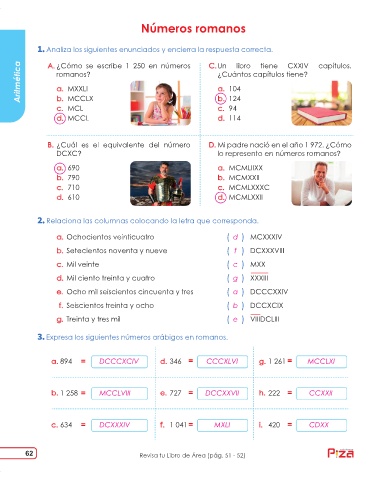 Números romanos
Aritmética
1. Analiza los siguientes enunciados y encierra la respuesta correcta.
A. ¿Cómo se escribe 1 250 en números romanos?
a. MXXLI
b. MCCLX
c. MCL
d. MCCL
C. Un libro tiene CXXIV capítulos. ¿Cuántos capítulos tiene?
a. 104
b. 124
c. 94
d. 114
B. ¿Cuál es el equivalente del número DCXC?
a. 690
b. 790
c. 710
d. 610
D. Mi padre nació en el año 1 972. ¿Cómo lo represento en números romanos?
a. MCMLIIXX
b. MCMXXII
c. MCMLXXXC
d. MCMLXXII
2. Relaciona las columnas colocando la letra que corresponda.
a. Ochocientos veinticuatro ( d ) MCXXXIV
b. Setecientos noventa y nueve ( f ) DCXXXVIII
c. Mil veinte ( c ) MXX
d. Mil ciento treinta y cuatro ( g ) XXXIII
e. Ocho mil seiscientos cincuenta y tres ( a ) DCCCXXIV
f. Seiscientos treinta y ocho ( b ) DCCXCIX
g. Treinta y tres mil ( e ) VIIIDCLIII
3. Expresa los siguientes números arábigos en romanos.
a. 894 = DCCCXCIV d. 346 = CCCXLVI g. 1 261 = MCCLXI
b. 1 258 = MCCLVIII e. 727 = DCCXXVII h. 222 = CCXXII
c. 634 = DCXXXIV f. 1 041 = MXLI i. 420 = CDXX
62
Revisa tu Libro de Área (pág. 51 - 52)
Piza